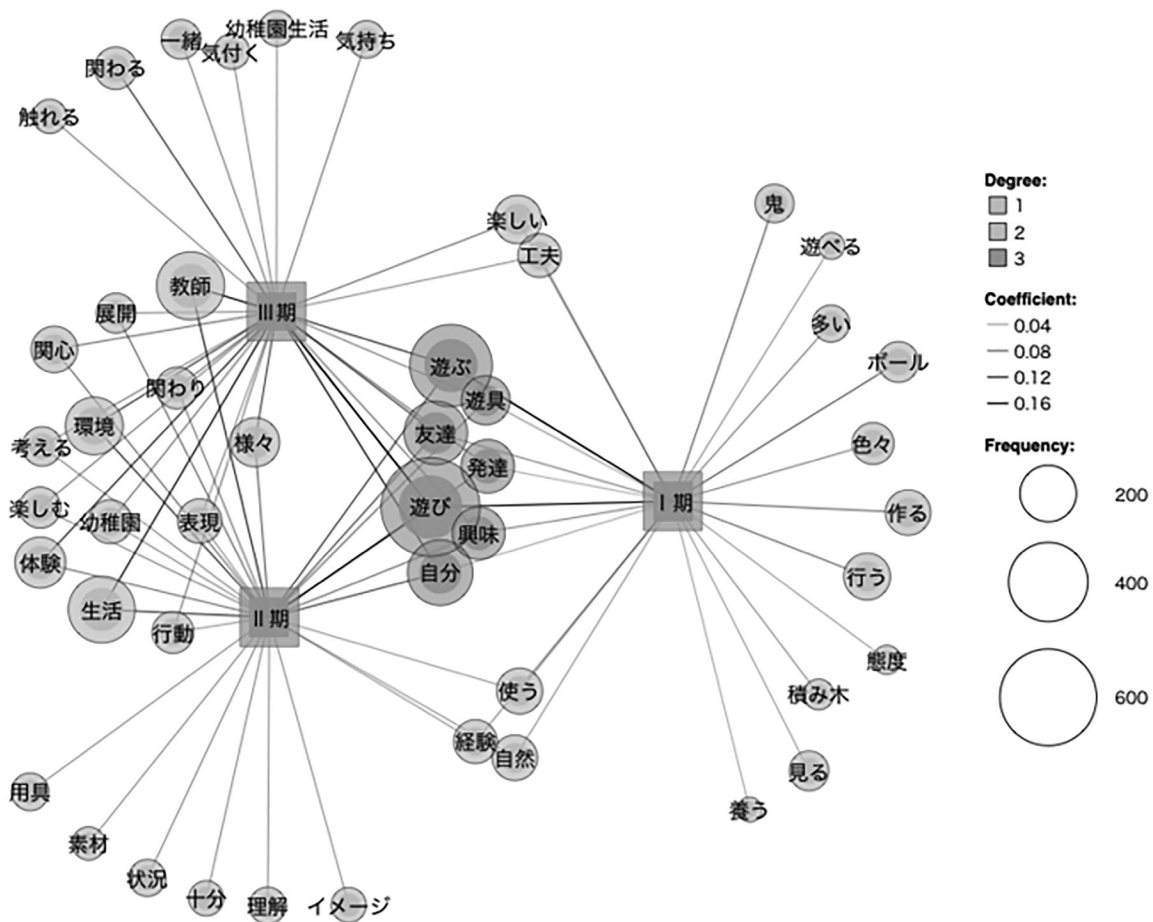 幼稚園生活
一緒
気付く
気持ち
関わる
触れる
楽しい
工夫
鬼
遊べる
多い
ボール
色々
作る
行う
態度
積み木
見る
養う
教師
Ⅲ期
展開
関心
関わり
環境
様々
考える
楽しむ
幼稚園
表現
体験
生活
行動
Ⅱ期
遊ぶ
遊具
友達
発達
遊び
興味
自分
Ⅰ期
使う
経験
自然
用具
素材
状況
十分
理解
イメージ
Degree:
1
2
3
Coefficient:
0.04
0.08
0.12
0.16
Frequency:
200
400
600